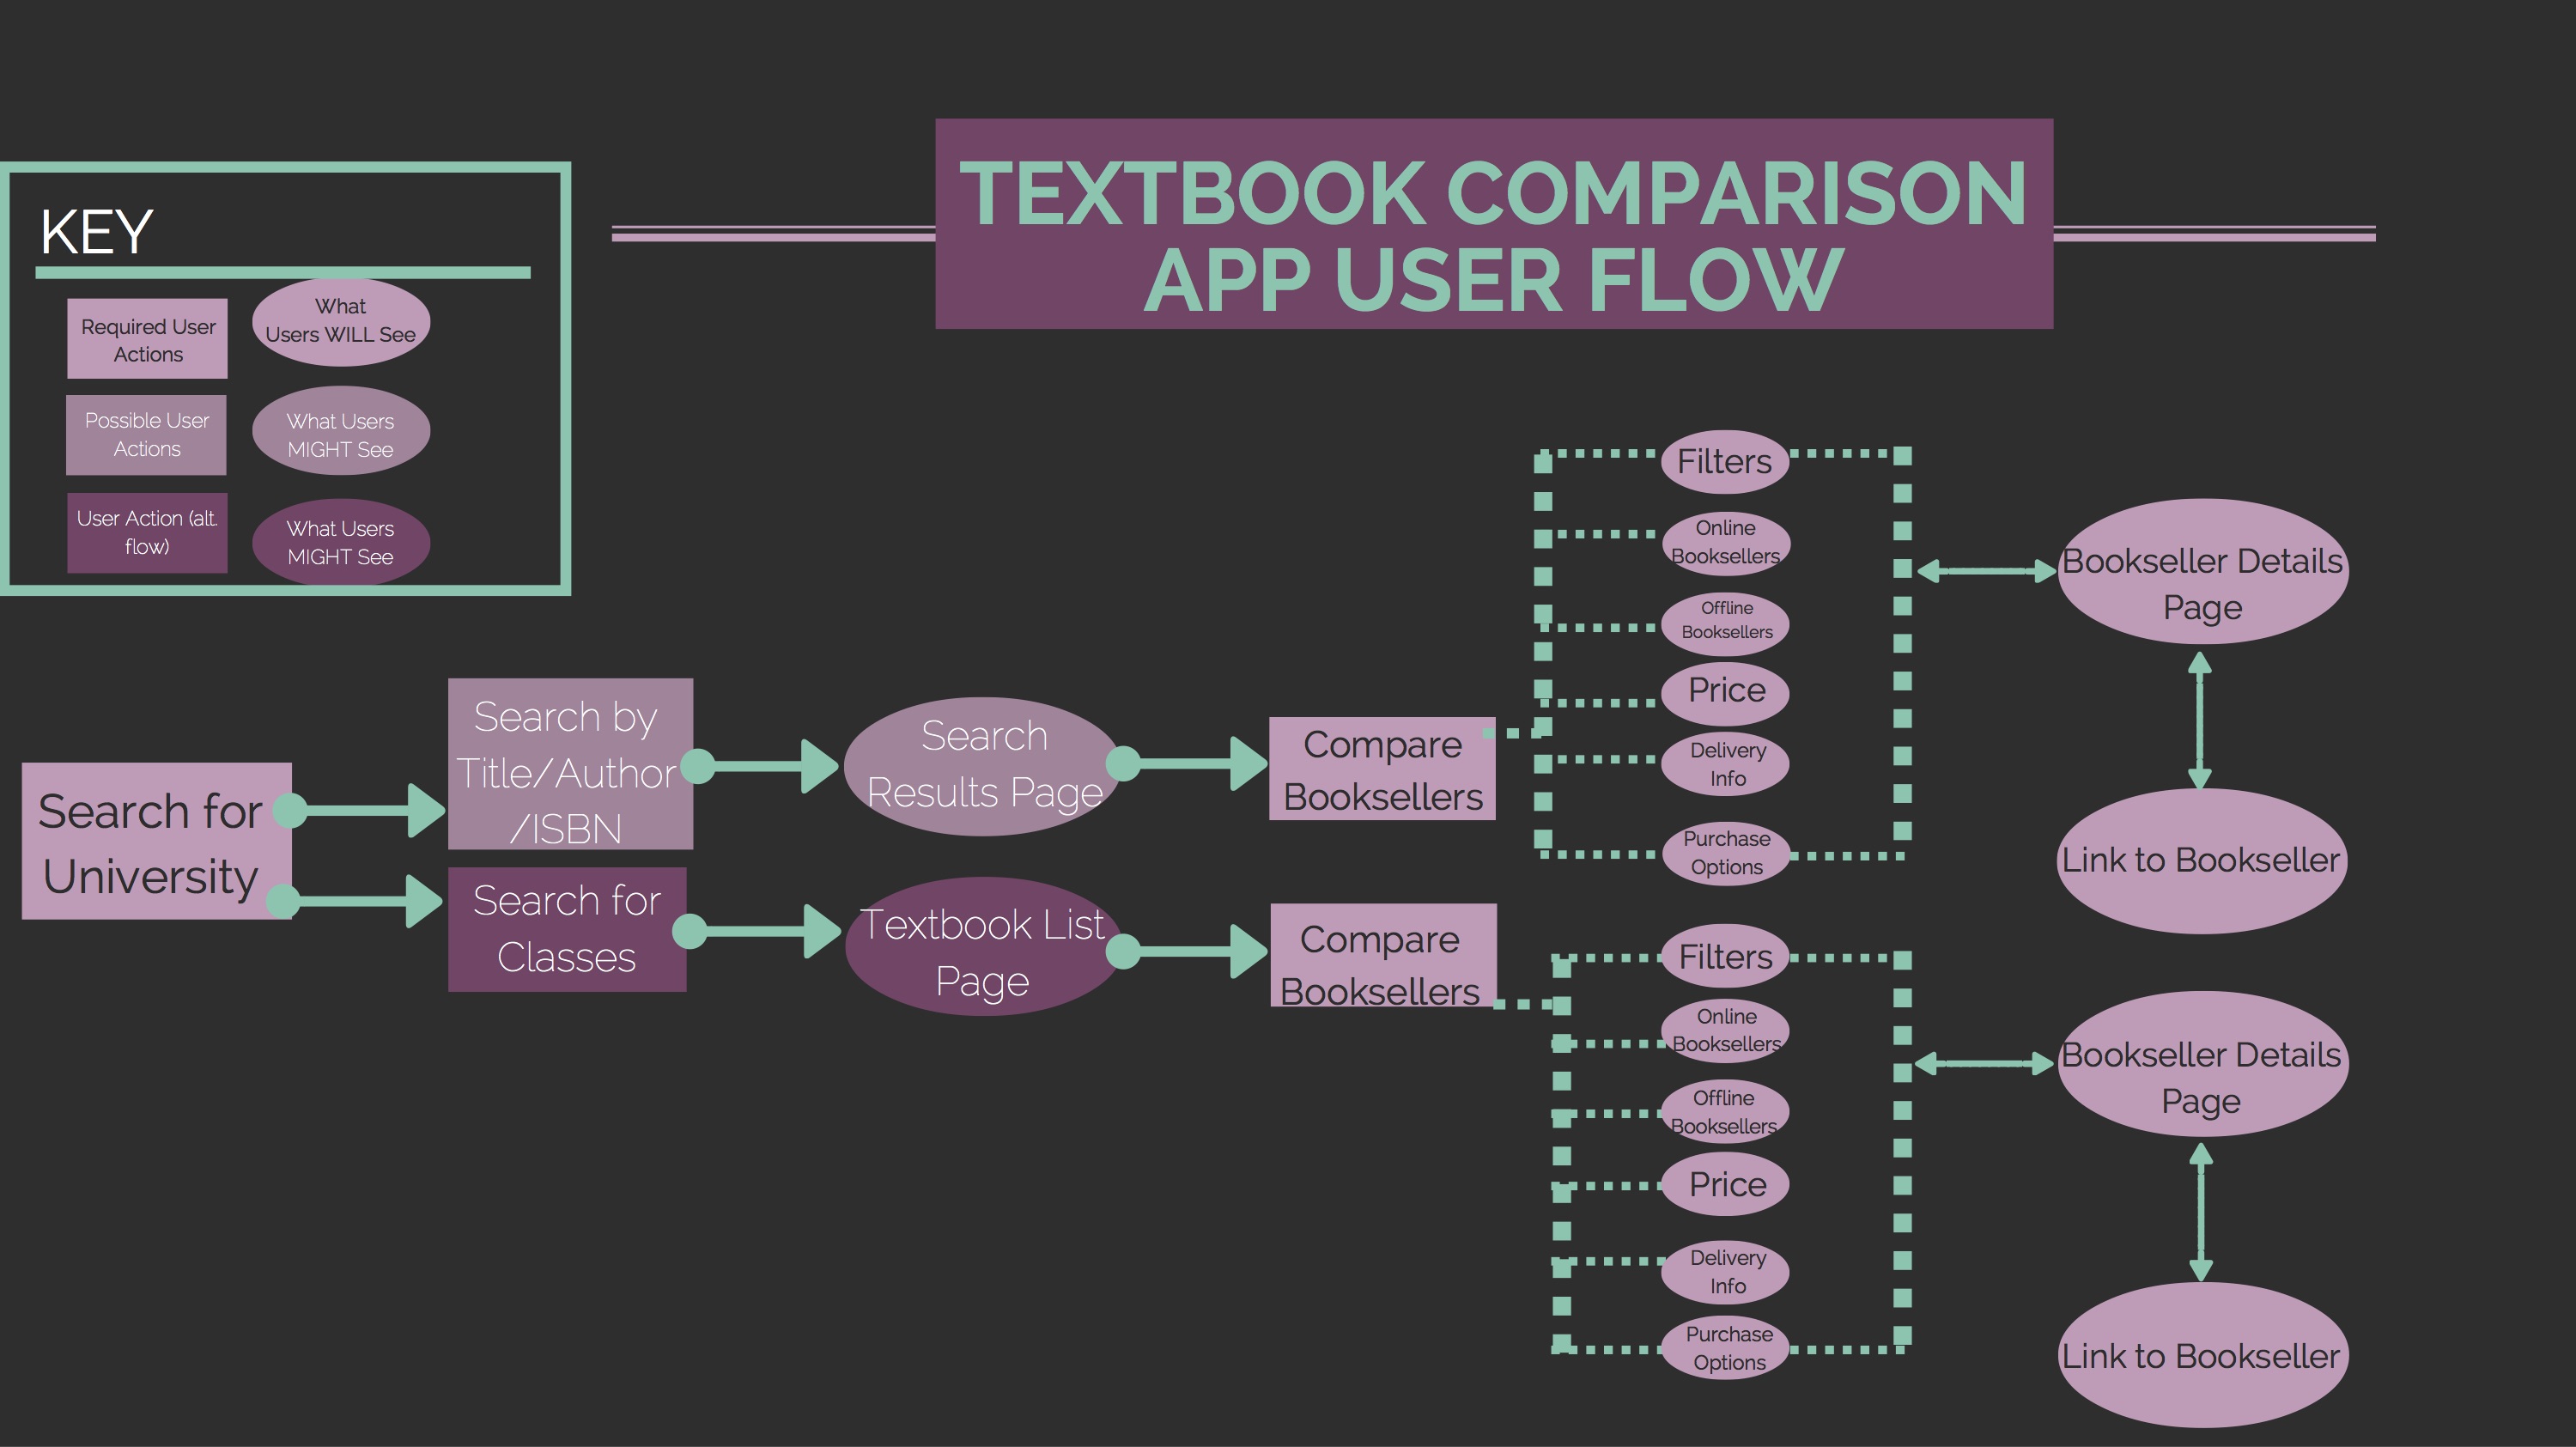 TEXTBOOK COMPARISON
APP USER FLOW
KEY
Required User
Actions
What
Users WILL See
Possible User
Actions
What Users
MIGHT See
User Action (alt.
flow)
What Users
MIGHT See
Search for
University
Search by
Title/Author
/ISBN
Search
Results Page
Compare
Booksellers
Filters
Online
Booksellers
Offline
Booksellers
Price
Delivery
Info
Purchase
Options
Bookseller Details
Page
Link to Bookseller
Search for
Classes
Textbook List
Page
Compare
Booksellers
Filters
Online
Booksellers
Offline
Booksellers
Price
Delivery
Info
Purchase
Options
Bookseller Details
Page
Link to Bookseller